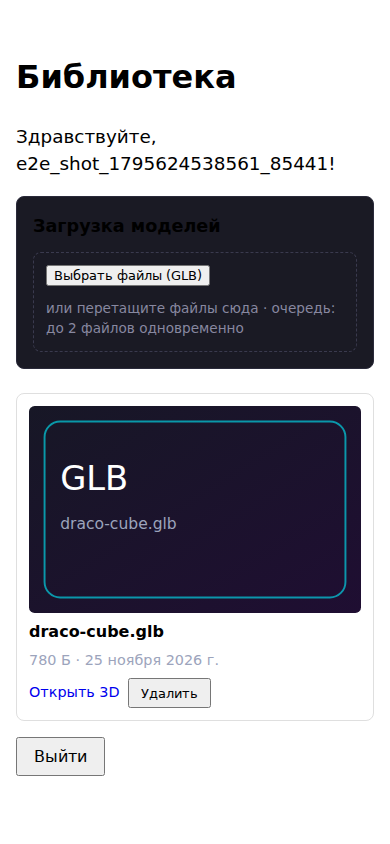 Библиотека
Здравствуйте,
e2e_shot_1795624538561_85441!
Загрузка моделей
Выбрать файлы (GLB)
или перетащите файлы сюда · очередь:
до 2 файлов одновременно
GLB
draco-cube.glb
draco-cube.glb
780 Б · 25 ноября 2026 г.
Открыть 3D Удалить
Выйти